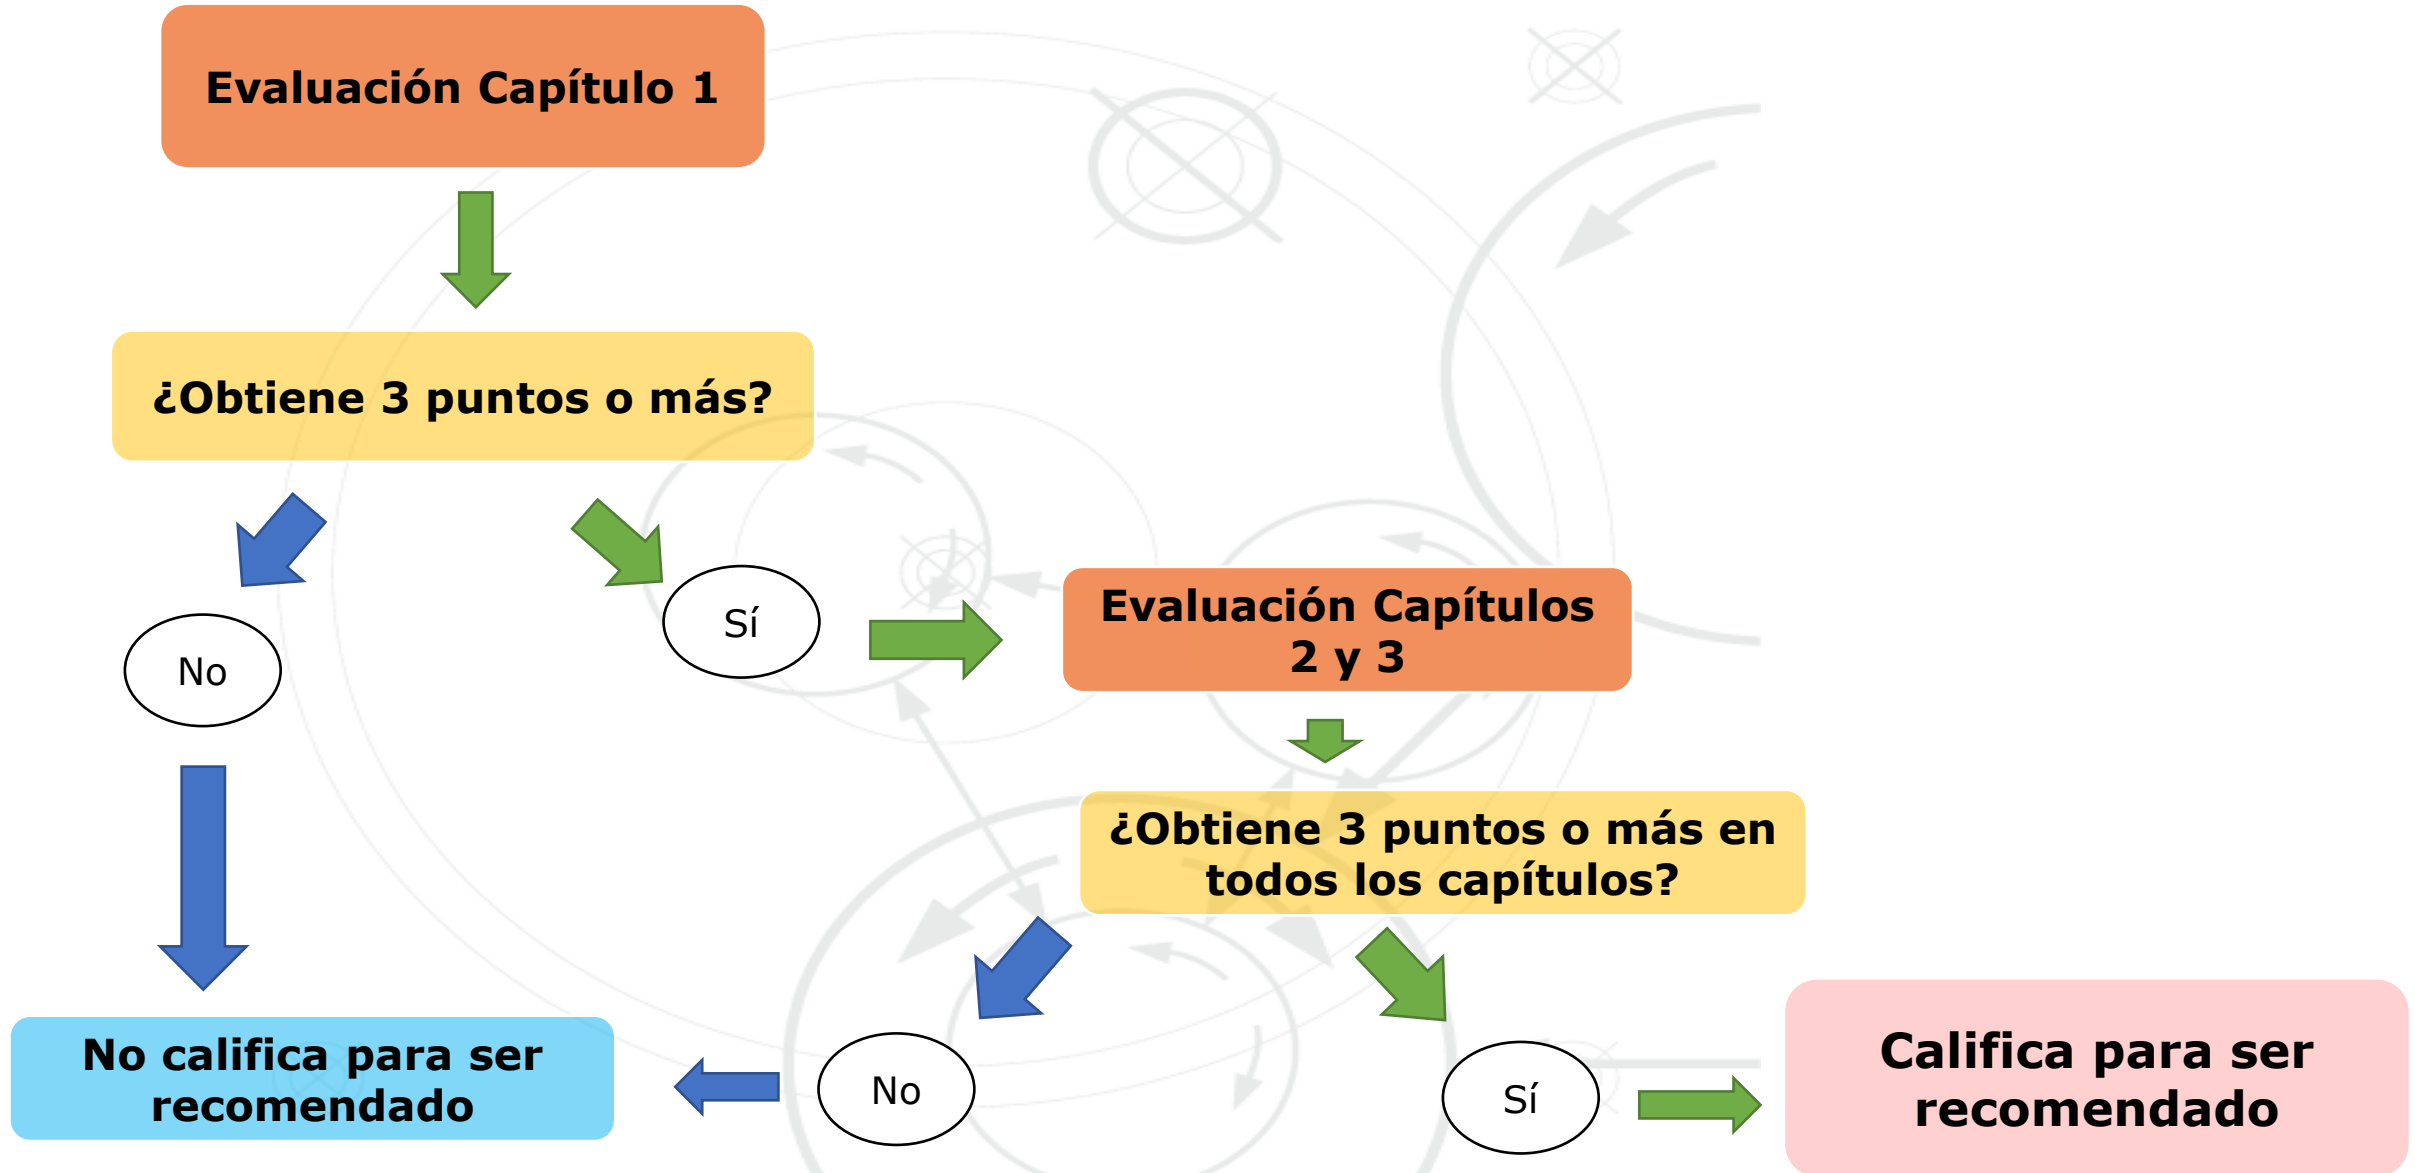 Evaluación Capítulo 1
¿Obtiene 3 puntos o más?
No
Sí
Evaluación Capítulos
2 y 3
¿Obtiene 3 puntos o más en
todos los capítulos?
No
Sí
No califica para ser
recomendado
Califica para ser
recomendado